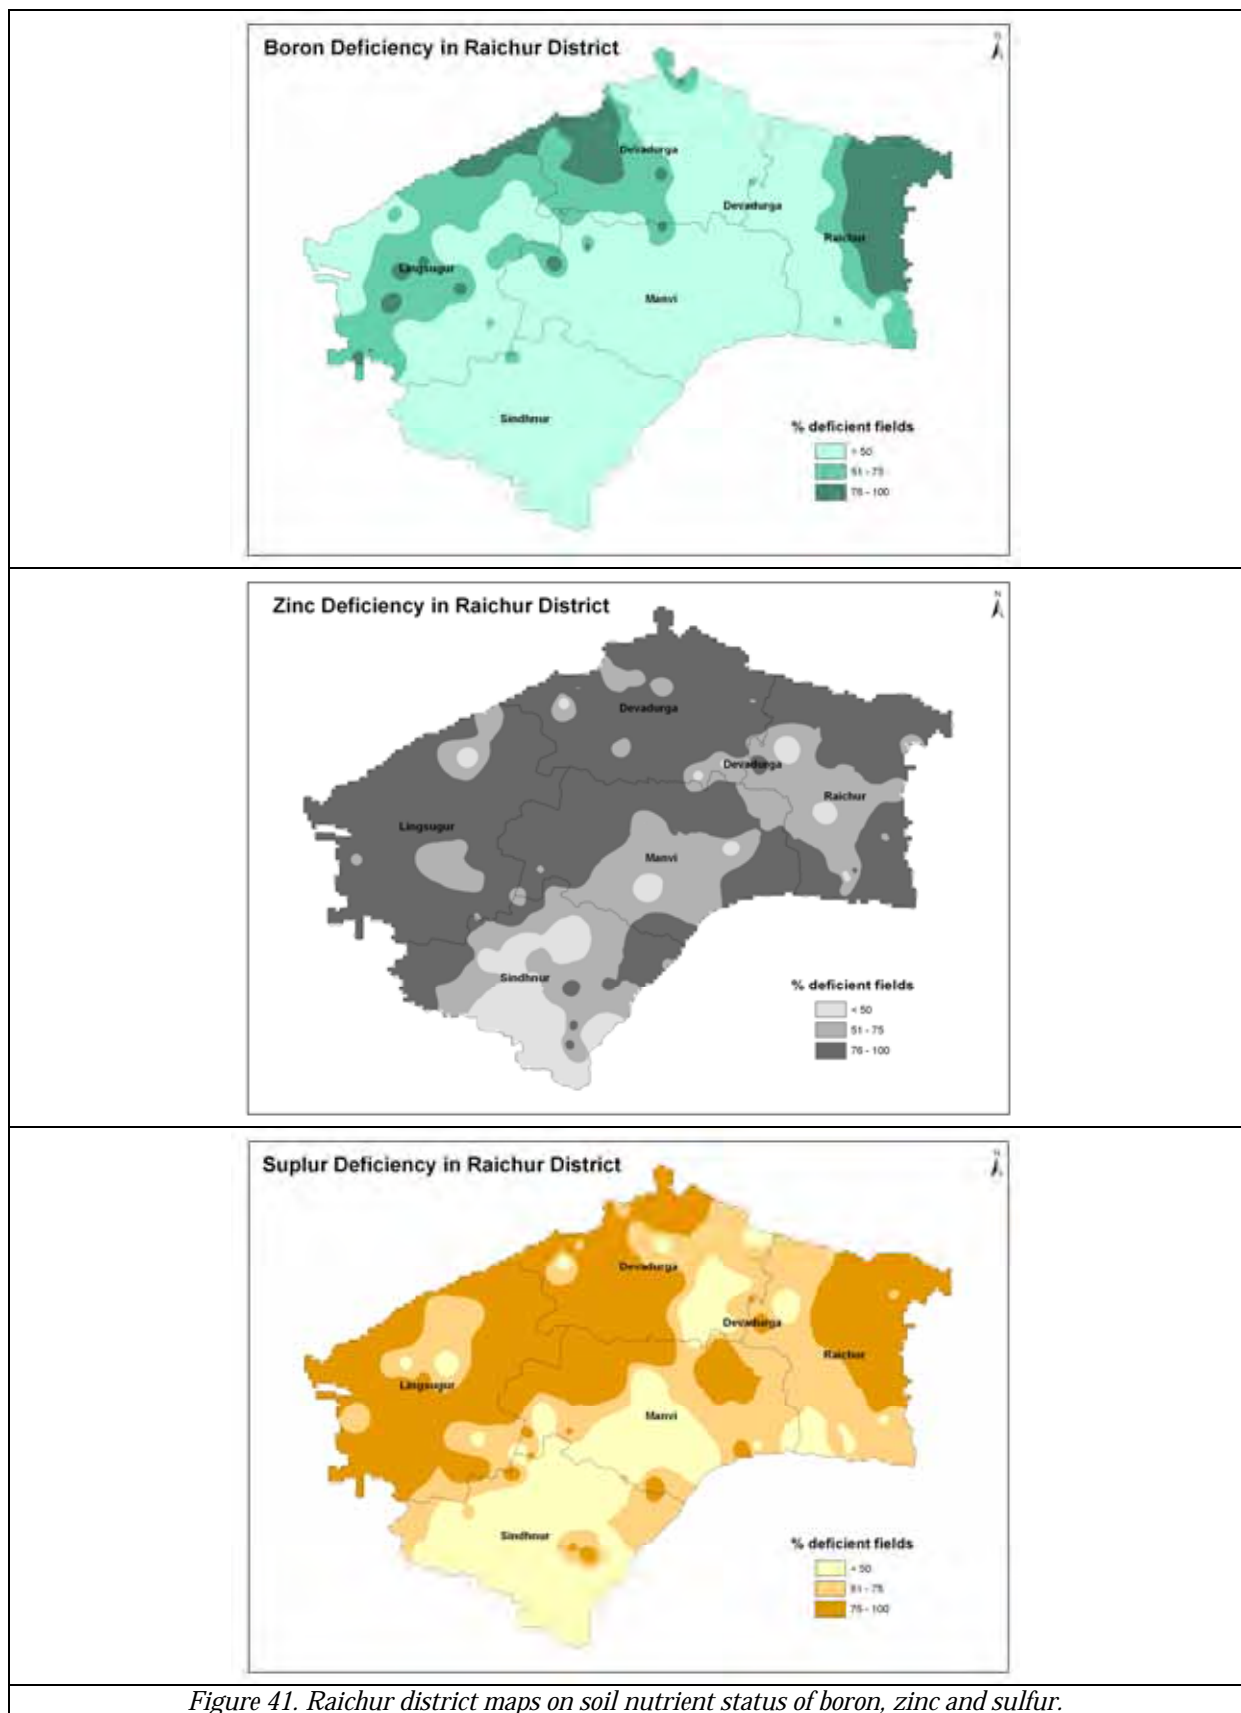 Boron Deficiency in Raichur District
N
Devadurga
Devadurga
Raichur
Lingsugur
Manvi
Sindhnur
% deficient fields
< 50
51 - 75
76 - 100
Zinc Deficiency in Raichur District
N
Devadurga
Devadurga
Raichur
Lingsugur
Manvi
Sindhnur
% deficient fields
< 50
51 - 75
76 - 100
Suplur Deficiency in Raichur District
N
Devadurga
Devadurga
Raichur
Lingsugur
Manvi
Sindhnur
% deficient fields
< 50
51 - 75
76 - 100
Figure 41. Raichur district maps on soil nutrient status of boron, zinc and sulfur.